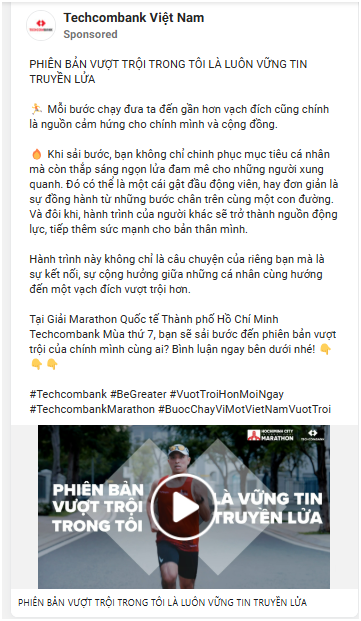 Techcombank Việt Nam
Sponsored
PHIÊN BẢN VƯỢT TRỘI TRONG TÔI LÀ LUÔN VỮNG TIN
TRUYỀN LỬA
🏃 Mỗi bước chạy đưa ta đến gần hơn vạch đích cũng chính
là nguồn cảm hứng cho chính mình và cộng đồng.
🔥 Khi sải bước, bạn không chỉ chinh phục mục tiêu cá nhân
mà còn thắp sáng ngọn lửa đam mê cho những người xung
quanh. Đó có thể là một cái gật đầu động viên, hay đơn giản là
sự đồng hành từ những bước chân trên cùng một con đường.
Và đôi khi, hành trình của người khác sẽ trở thành nguồn động
lực, tiếp thêm sức mạnh cho bản thân mình.
Hành trình này không chỉ là câu chuyện của riêng bạn mà là
sự kết nối, sự cộng hưởng giữa những cá nhân cùng hướng
đến một vạch đích vượt trội hơn.
Tại Giải Marathon Quốc tế Thành phố Hồ Chí Minh
Techcombank Mùa thứ 7, bạn sẽ sải bước đến phiên bản vượt
trội của chính mình cùng ai? Bình luận ngay bên dưới nhé! 👇
👇 👇
#Techcombank #BeGreater #VuotTroiHonMoiNgay
#TechcombankMarathon #BuocChayViMotVietNamVuotTroi
HOCHIMINH CITY
MARATHON
TECHCOMBANK
PHIÊN BẢN
VƯỢT TRỘI
TRONG TÔI
LÀ VỮNG TIN
TRUYỀN LỬA
PHIÊN BẢN VƯỢT TRỘI TRONG TÔI LÀ LUÔN VỮNG TIN TRUYỀN LỬA